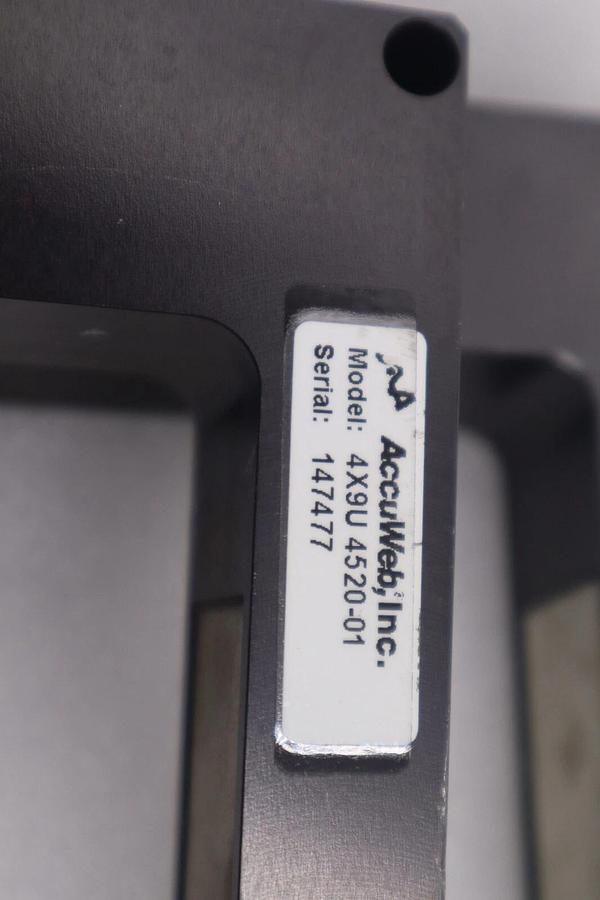 AccuWeb, Inc.
Model: 4X9U 4520-01
Serial: 147477